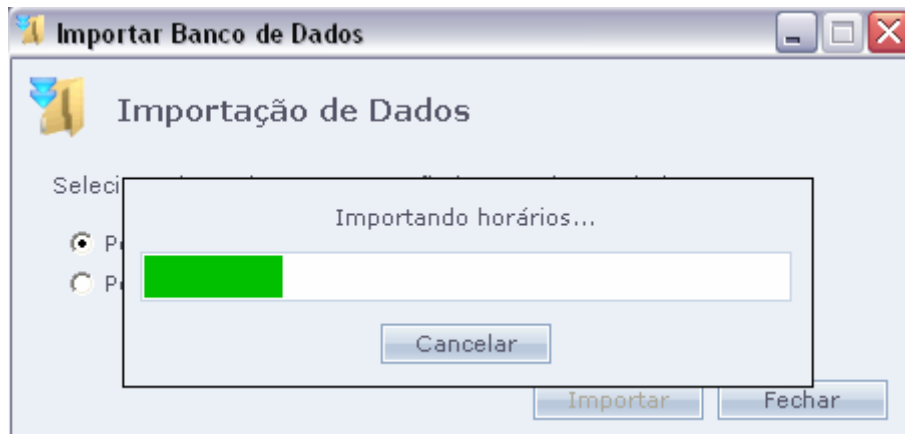 Importar Banco de Dados
Importação de Dados
Importando horários...
Cancelar
Importar
Fechar